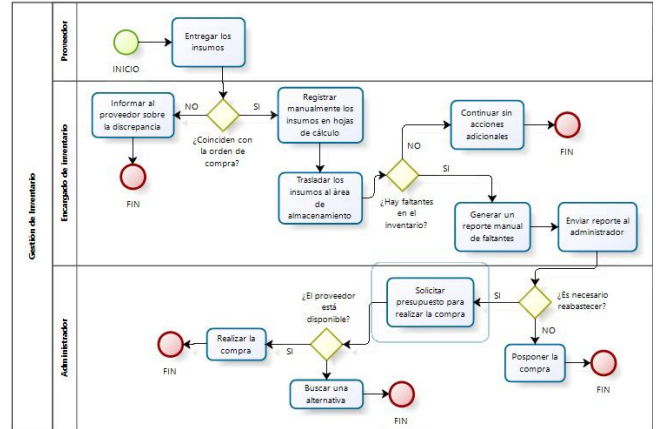 Gestión de Inventario
Proveedor
INICIO
Entregar los
insumos
Encargado de inventario
Informar al
proveedor sobre
la discrepancia
FIN
NO
¿Coinciden con
la orden de
compra?
SI
Registrar
manualmente los
insumos en hojas
de cálculo
Trasladar los
insumos al área
de
almacenamiento
¿Hay faltantes
en el
inventario?
NO
Continuar sin
acciones
adicionales
FIN
SI
Generar un
reporte manual
de faltantes
Enviar reporte al
administrador
Administrador
¿Es necesario
reabastecer?
SI
Solicitar
presupuesto para
realizar la compra
NO
Posponer la
compra
FIN
¿El proveedor
está
disponible?
SI
Realizar la
compra
FIN
Buscar una
alternativa
FIN